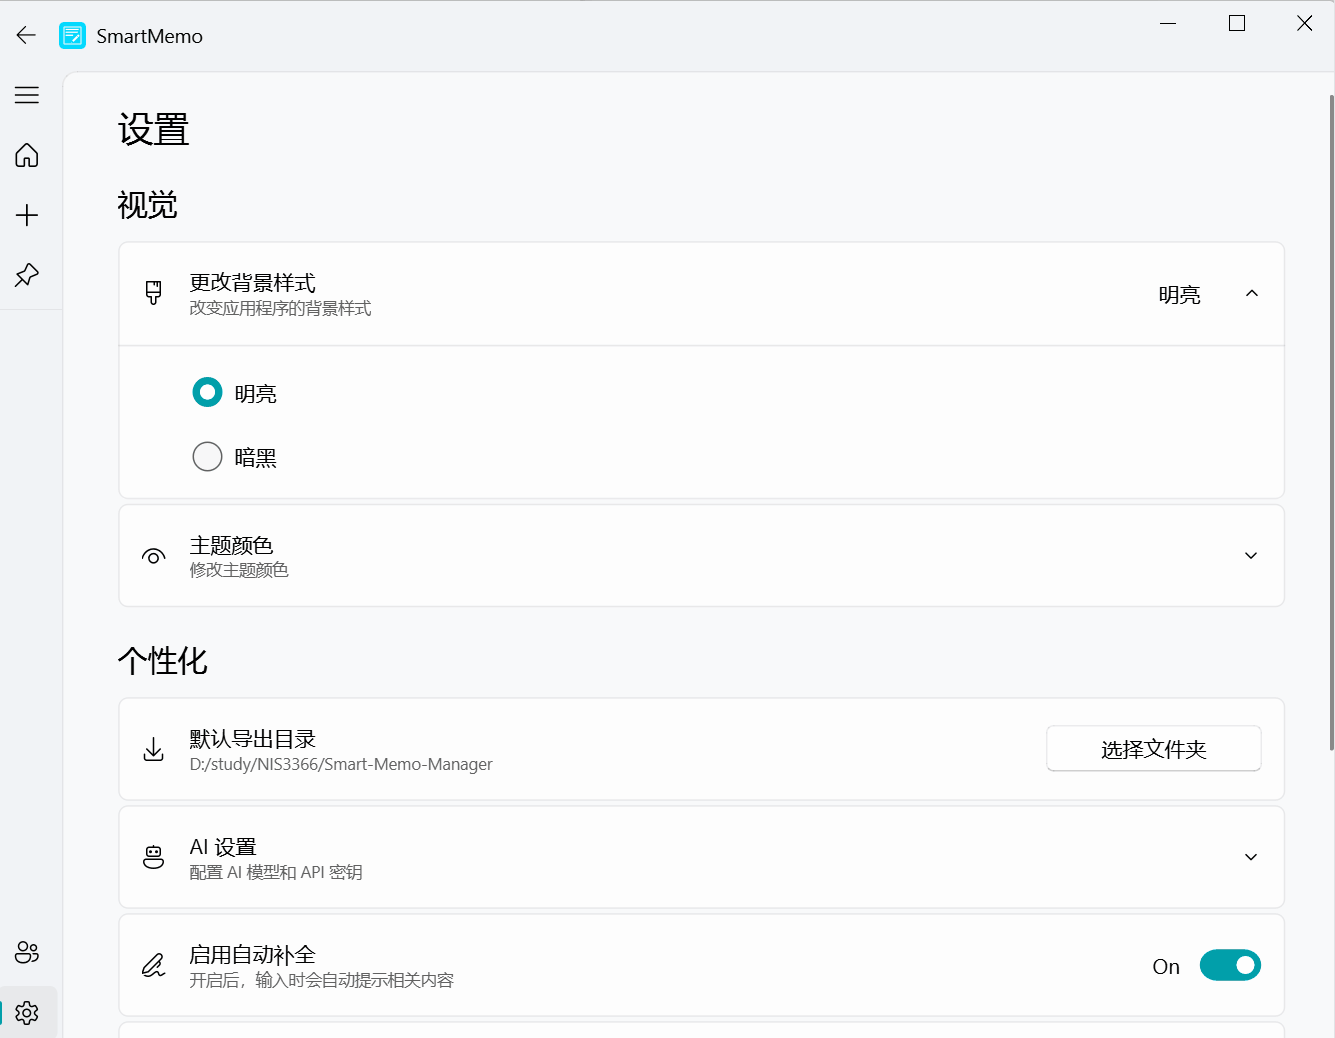 SmartMemo
设置
视觉
更改背景样式
改变应用程序的背景样式
明亮
明亮
暗黑
主题颜色
修改主题颜色
个性化
默认导出目录
D:/study/NIS3366/Smart-Memo-Manager
选择文件夹
AI 设置
配置 AI 模型和 API 密钥
启用自动补全
开启后，输入时会自动提示相关内容
On